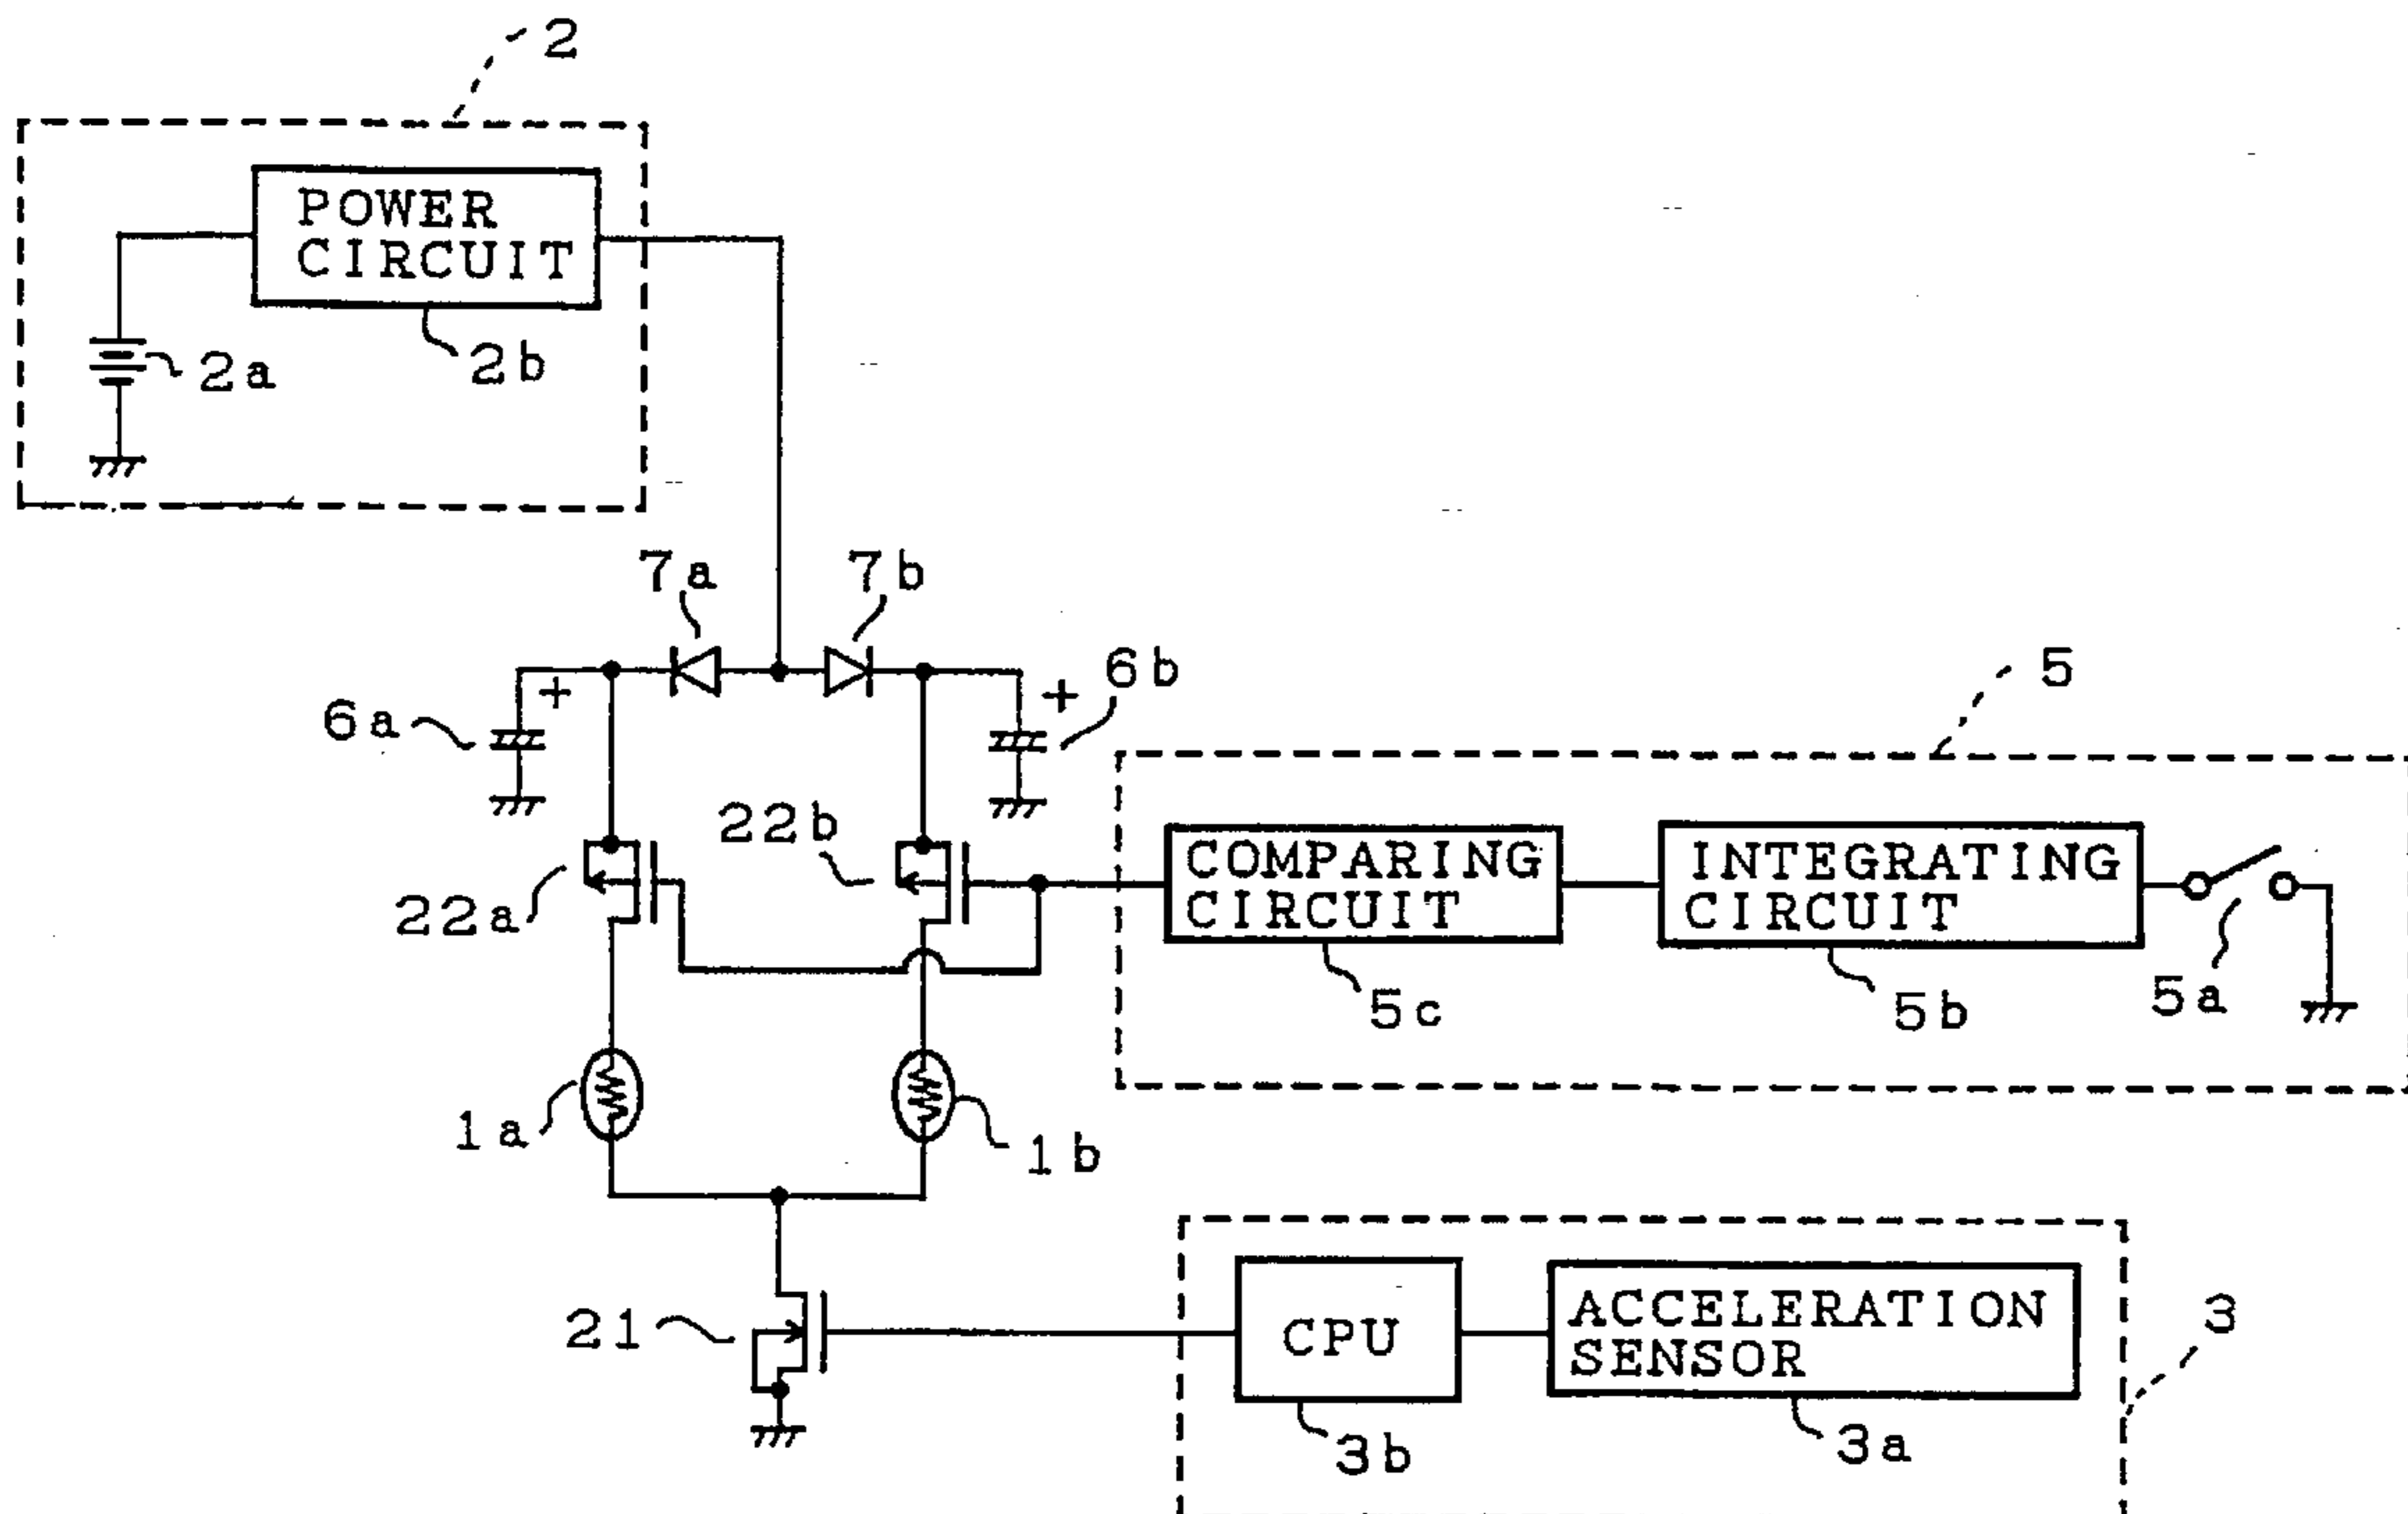 2
POWER
CIRCUIT
2a
2b
7a
7b
6a
+
+
6b
5
22b
22a
COMPARING
CIRCUIT
INTEGRATING
CIRCUIT
5c
5b
5a
1a
1b
21
CPU
ACCELERATION
SENSOR
3
3b
3a